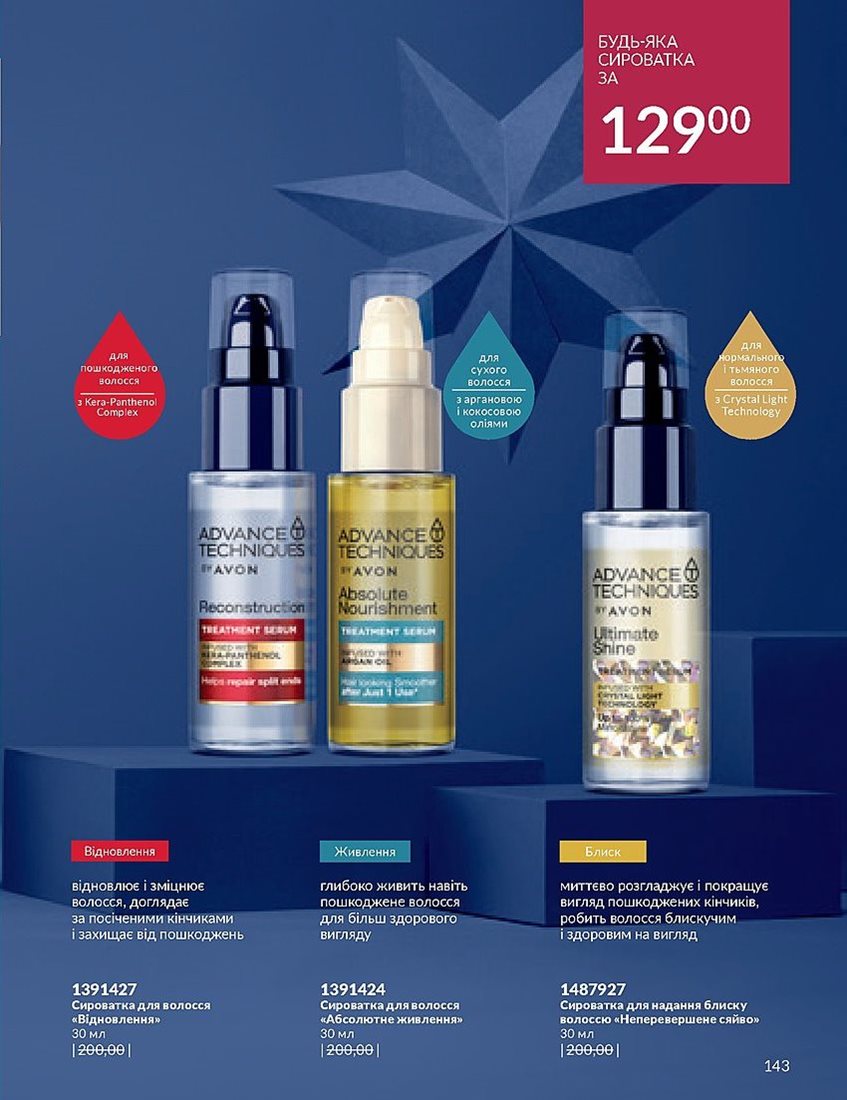 БУДЬ-ЯКА
СИРОВАТКА
ЗА
129⁰⁰
для
пошкодженого
волосся
з Kera-Panthenol
Complex
для
сухого
волосся
з аргановою
і кокосовою
оліями
для
нормального
і тьмяного
волосся
з Crystal Light
Technology
ADVANCE
TECHNIQUES
BY AVON
Reconstruction
TREATMENT SERUM
INFUSED WITH
KERA-PANTHENOL
COMPLEX
Helps repair split ends
ADVANCE
TECHNIQUES
BY AVON
Absolute
Nourishment
TREATMENT SERUM
INFUSED WITH
ARGAN OIL
Hair looking Smoother
after Just 1 Use*
ADVANCE
TECHNIQUES
BY AVON
Ultimate
Shine
TREATMENT SERUM
INFUSED WITH
CRYSTAL LIGHT
TECHNOLOGY
Up to
Відновлення
відновлює і зміцнює
волосся, доглядає
за посіченими кінчиками
і захищає від пошкоджень
1391427
Сироватка для волосся
«Відновлення»
30 мл
|200,00|
Живлення
глибоко живить навіть
пошкоджене волосся
для більш здорового
вигляду
1391424
Сироватка для волосся
«Абсолютне живлення»
30 мл
|200,00|
Блиск
миттєво розгладжує і покращує
вигляд пошкоджених кінчиків,
робить волосся блискучим
і здоровим на вигляд
1487927
Сироватка для надання блиску
волоссю «Неперевершене сяйво»
30 мл
|200,00|
143